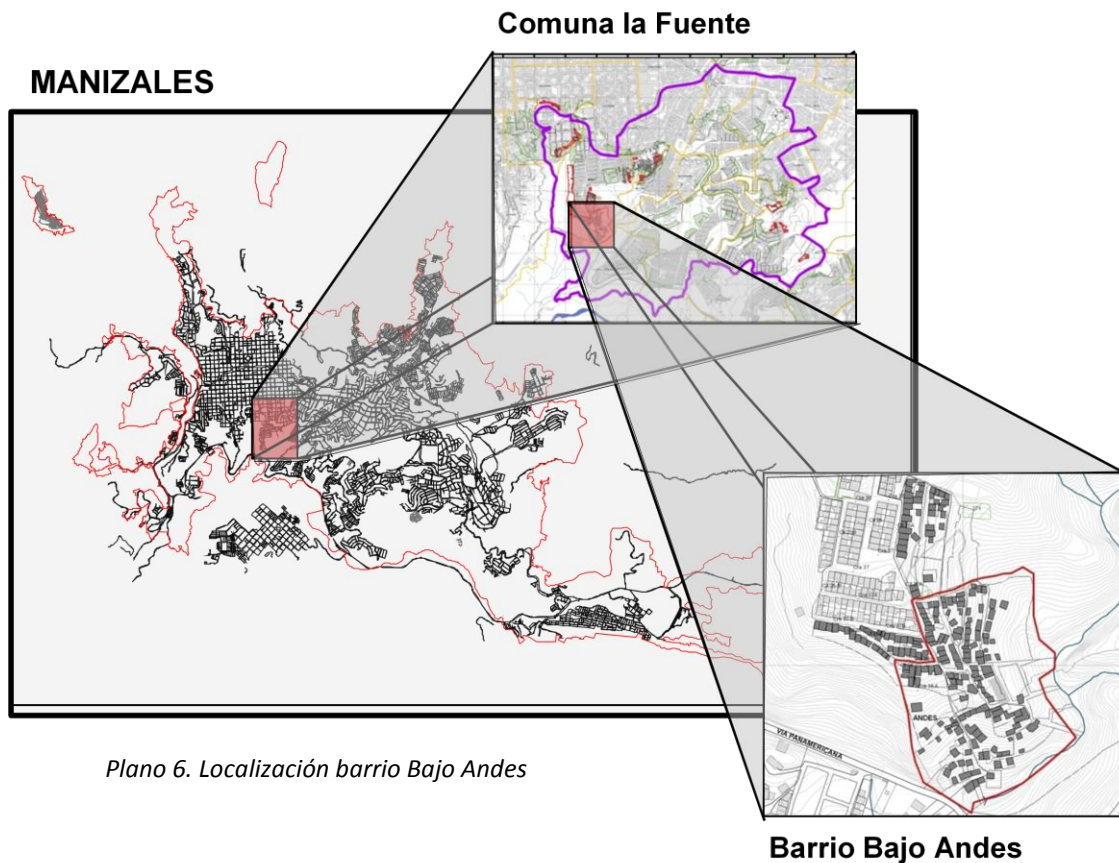 Comuna la Fuente
MANIZALES
ANDES
VIA PANAMERICANA
Plano 6. Localización barrio Bajo Andes
Barrio Bajo Andes